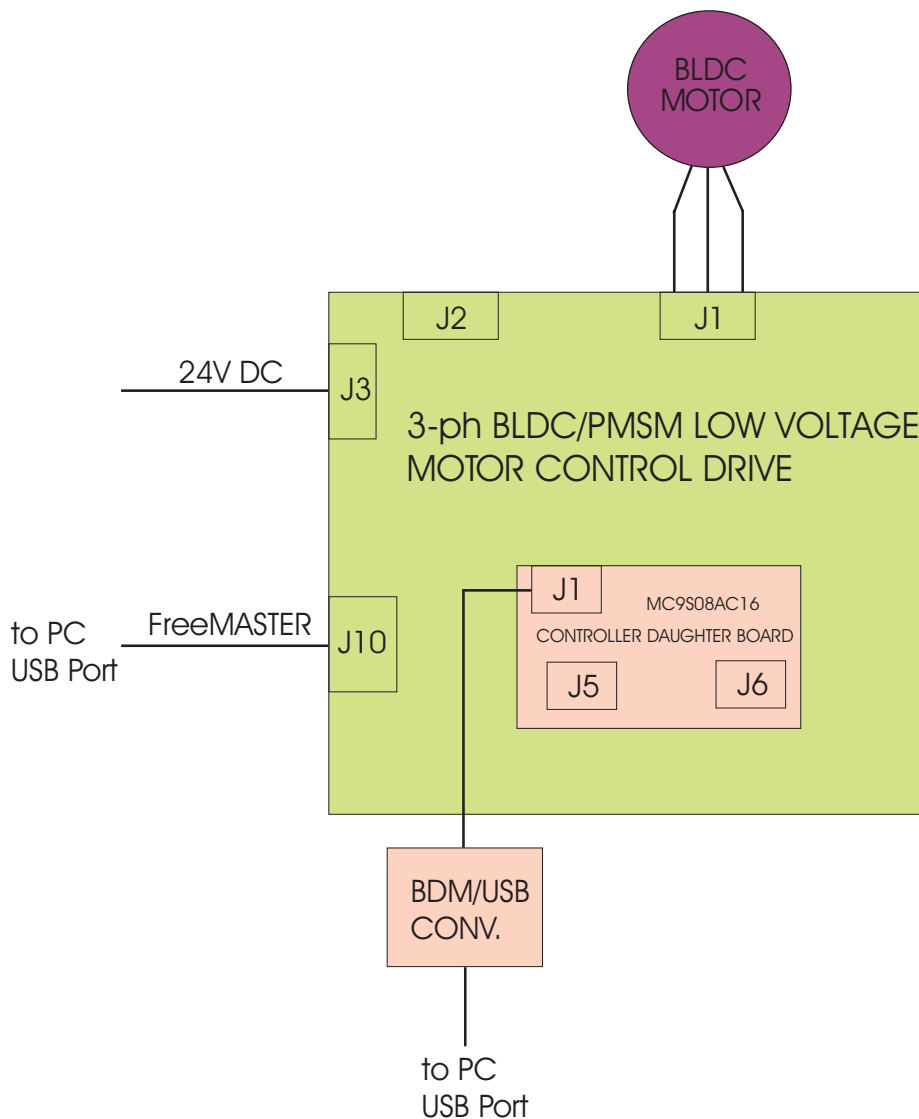 BLDC
MOTOR
J2
J1
24V DC
J3
3-ph BLDC/PMSM LOW VOLTAGE
MOTOR CONTROL DRIVE
J1
MC9S08AC16
CONTROLLER DAUGHTER BOARD
J5
J6
to PC
USB Port
FreeMASTER
J10
BDM/USB
CONV.
to PC
USB Port